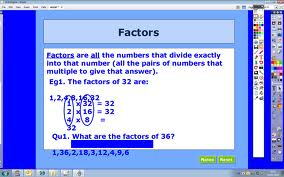 Factors
Factors are all the numbers that divide exactly
into that number (all the pairs of numbers that
multiple to give that answer).
Eg1. The factors of 32 are:
1,2,4,8,16,32
1 x 32 = 32
2 x 16 = 32
4 x 8 =
32
Qu1. What are the factors of 36?
1,36,2,18,3,12,4,9,6
Notes Reset